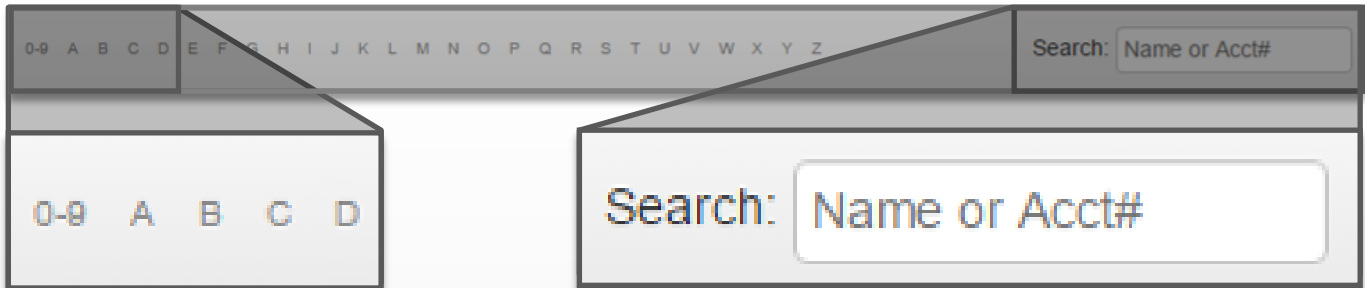 0-9 A B C D E F G H I J K L M N O P Q R S T U V W X Y Z Search: Name or Acct#
0-9 A B C D Search: Name or Acct#